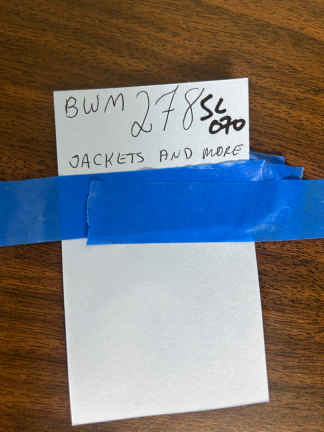 BWM 278 SL
070
JACKETS AND MORE